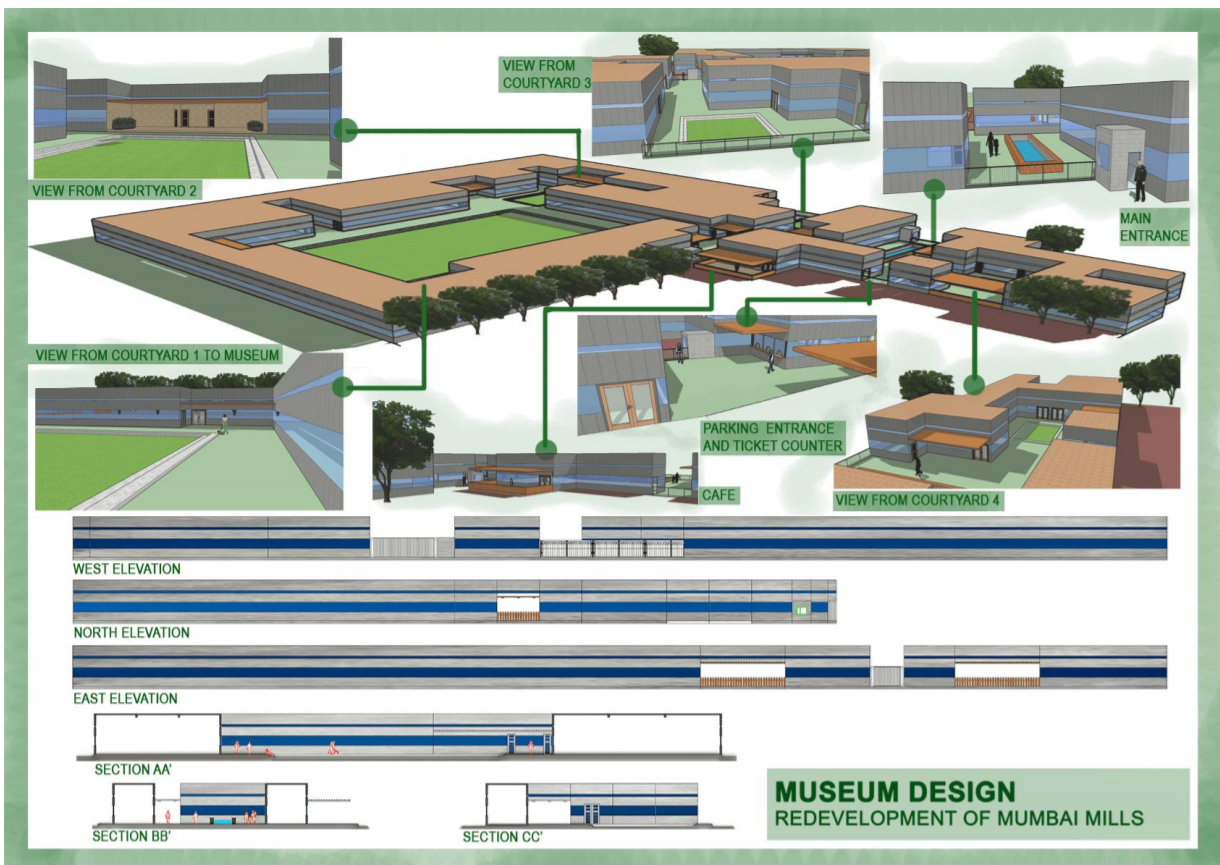 VIEW FROM COURTYARD 2
VIEW FROM
COURTYARD 3
MAIN
ENTRANCE
VIEW FROM COURTYARD 1 TO MUSEUM
PARKING ENTRANCE
AND TICKET COUNTER
CAFE
VIEW FROM COURTYARD 4
WEST ELEVATION
NORTH ELEVATION
EAST ELEVATION
SECTION AA'
SECTION BB'
SECTION CC'
MUSEUM DESIGN
REDEVELOPMENT OF MUMBAI MILLS